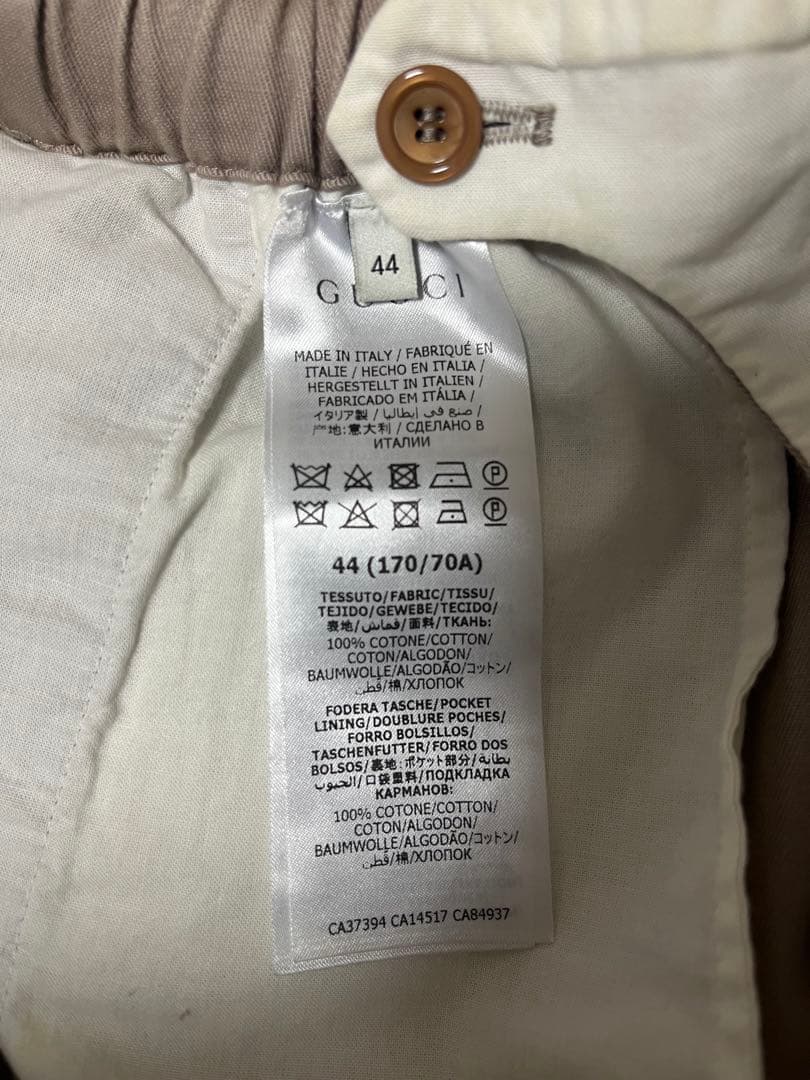 44
GUCCI
MADE IN ITALY / FABRIQUÉ EN
ITALIE / HECHO EN ITALIA /
HERGESTELLT IN ITALIEN /
FABRICADO EM ITÁLIA /
イタリア製 / صنع في إيطاليا /
地:意大利 / СДЕЛАНО В
ИТАЛИИ
P
P
44 (170/70A)
TESSUTO/FABRIC/TISSU/
TEJIDO/GEWEBE/TECIDO/
表地/قماش/面料/ТКАНЬ:
100% COTONE/COTTON/
COTON/ALGODON/
BAUMWOLLE/ALGODÃO/コットン/
قطن/棉/ХЛОПОК
FODERA TASCHE/POCKET
LINING/DOUBLURE POCHES/
FORRO BOLSILLOS/
TASCHENFUTTER/FORRO DOS
BOLSOS/裏地:ポケット部分/بطانة
الجيوب/口袋里料/ПОДКЛАДКА
КАРМАНОВ:
100% COTONE/COTTON/
COTON/ALGODON/
BAUMWOLLE/ALGODÃO/コットン/
قطن/棉/ХЛОПОК
CA37394 CA14517 CA84937